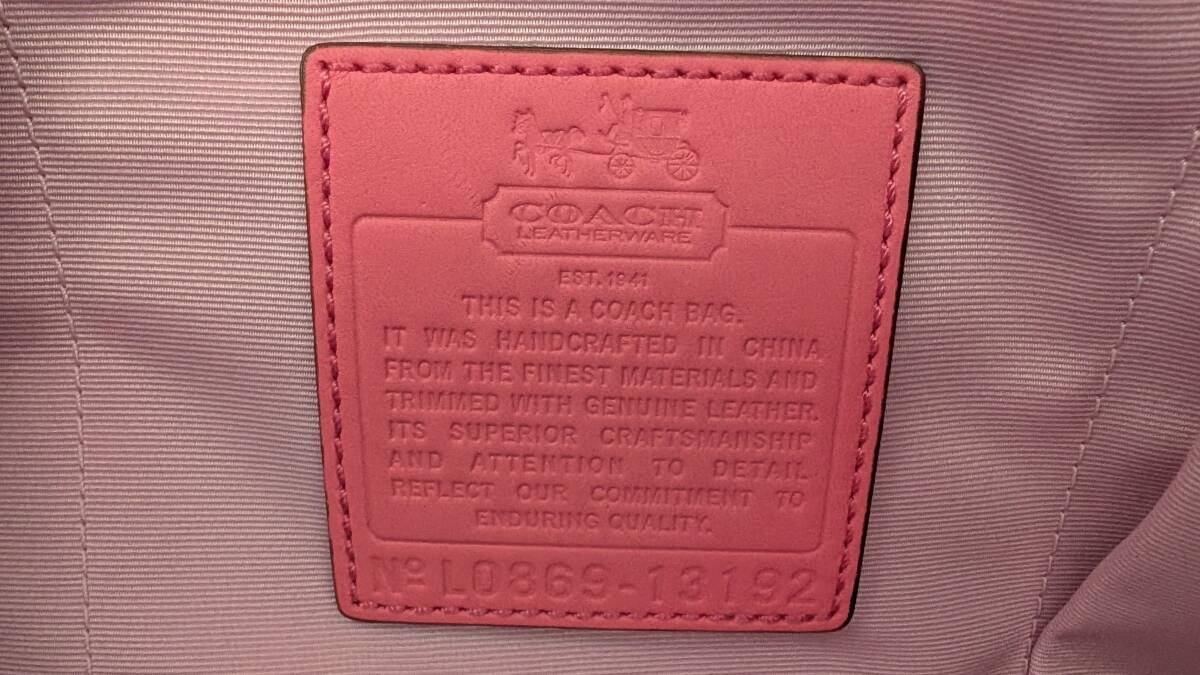 COACH
LEATHERWARE
EST. 1941
THIS IS A COACH BAG.
IT WAS HANDCRAFTED IN CHINA
FROM THE FINEST MATERIALS AND
TRIMMED WITH GENUINE LEATHER.
ITS SUPERIOR CRAFTSMANSHIP
AND ATTENTION TO DETAIL
REFLECT OUR COMMITMENT TO
ENDURING QUALITY.
Nº L0869-13192